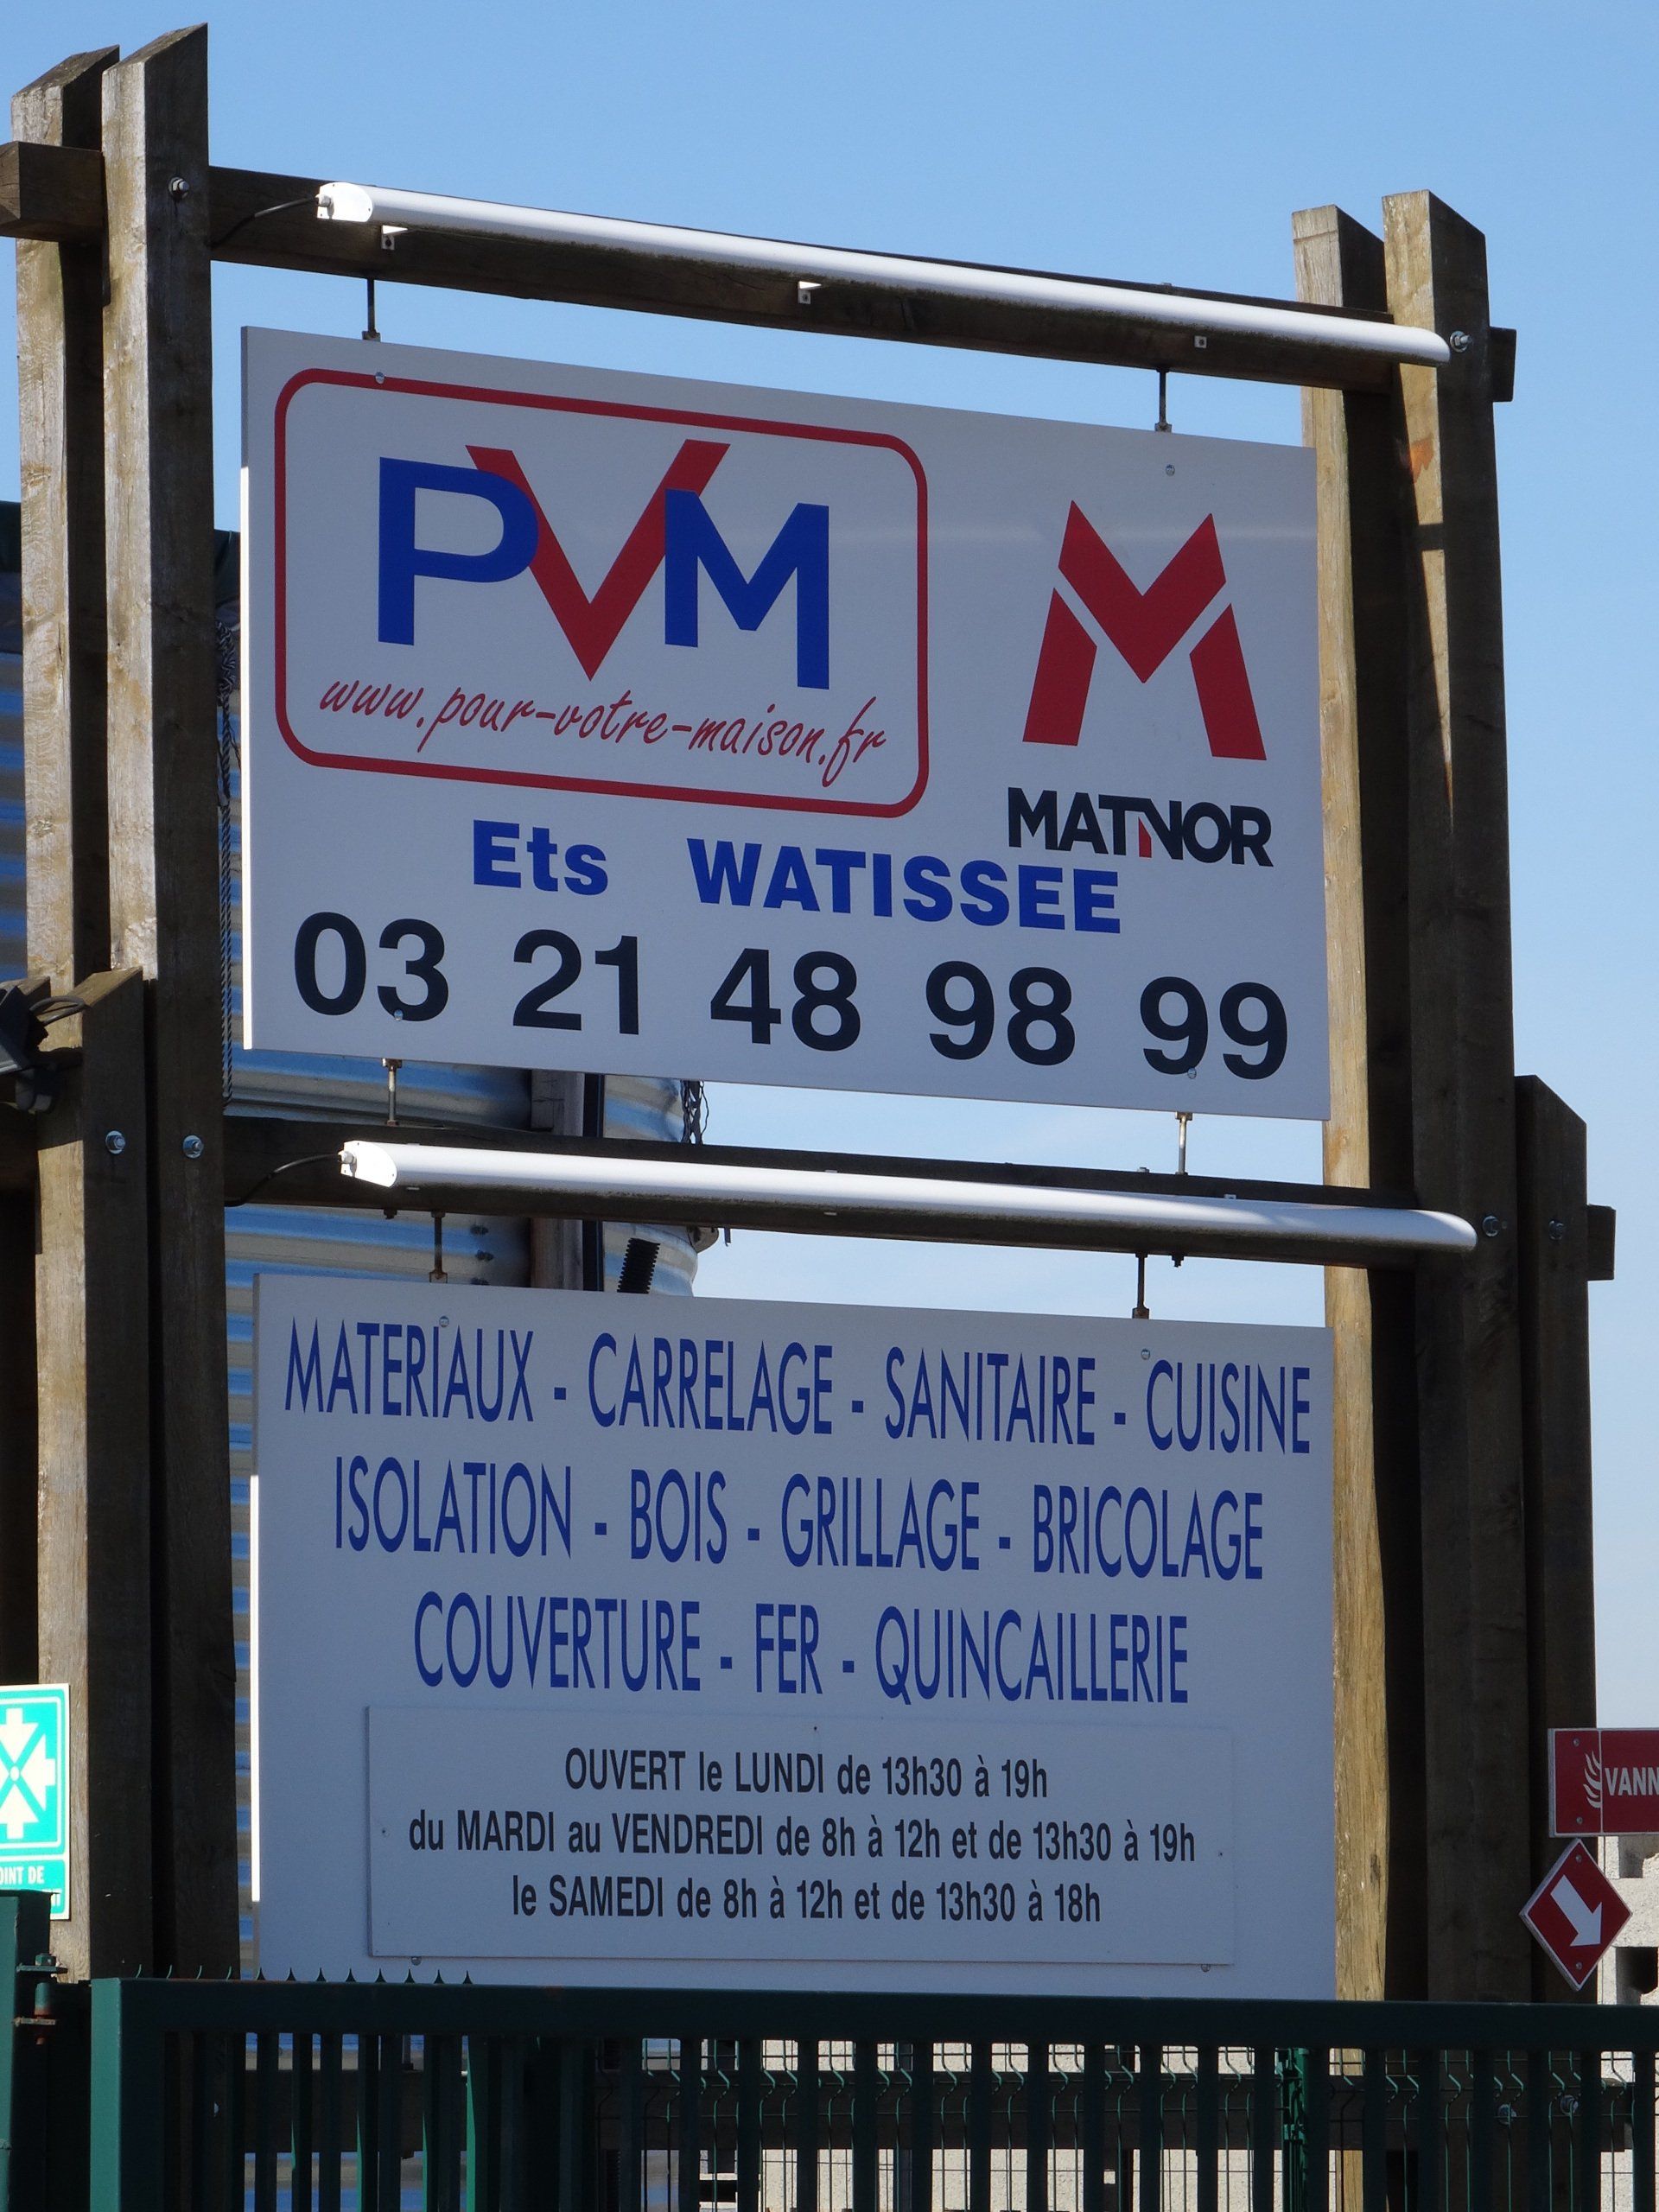 PVM
www.pour-votre-maison.fr
M
MATNOR
Ets WATISSEE
03 21 48 98 99
MATERIAUX - CARRELAGE - SANITAIRE - CUISINE
ISOLATION - BOIS - GRILLAGE - BRICOLAGE
COUVERTURE - FER - QUINCAILLERIE
OUVERT le LUNDI de 13h30 à 19h
du MARDI au VENDREDI de 8h à 12h et de 13h30 à 19h
le SAMEDI de 8h à 12h et de 13h30 à 18h
DE